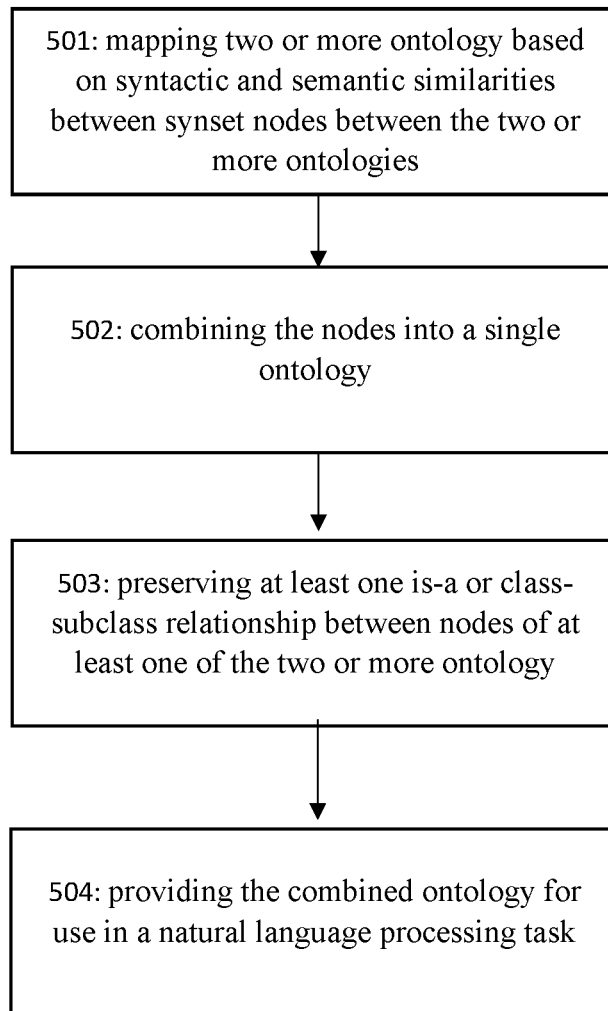 501: mapping two or more ontology based
on syntactic and semantic similarities
between synset nodes between the two or
more ontologies
502: combining the nodes into a single
ontology
503: preserving at least one is-a or class-
subclass relationship between nodes of at
least one of the two or more ontology
504: providing the combined ontology for
use in a natural language processing task